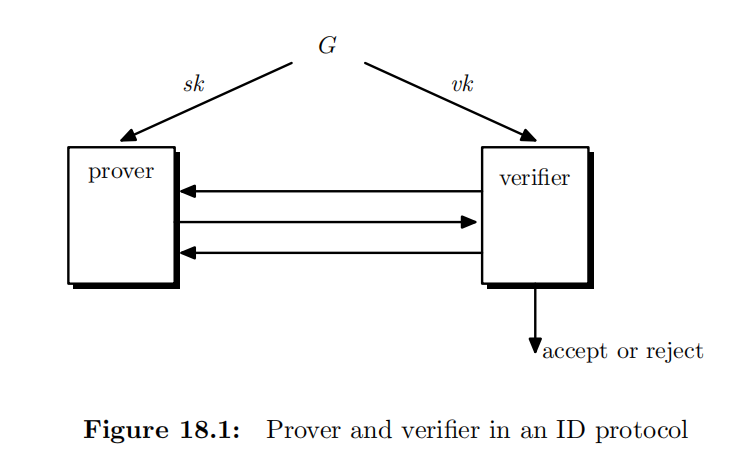 G
sk
vk
prover
verifier
accept or reject
Figure 18.1: Prover and verifier in an ID protocol